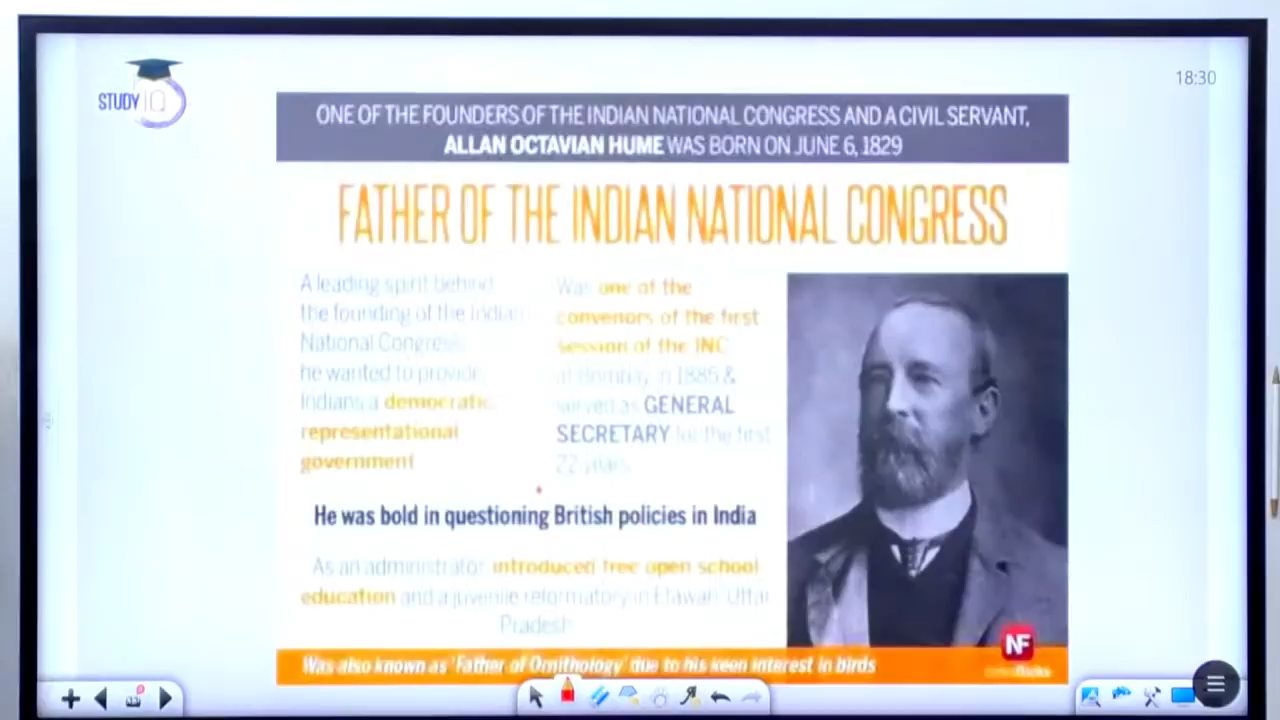 STUDY IQ
18:30
ONE OF THE FOUNDERS OF THE INDIAN NATIONAL CONGRESS AND A CIVIL SERVANT,
ALLAN OCTAVIAN HUME WAS BORN ON JUNE 6, 1829
FATHER OF THE INDIAN NATIONAL CONGRESS
A leading spirit behind
the founding of the Indian
National Congress,
he wanted to provide
Indians a democratic
representational
government
Was one of the
convenors of the first
session of the INC
at Bombay in 1885 &
served as GENERAL
SECRETARY for the first
22 years
He was bold in questioning British policies in India
As an administrator introduced free open school
education and a juvenile reformatory in Etawah, Uttar
Pradesh
Was also known as 'Father of Ornithology' due to his keen interest in birds
NF